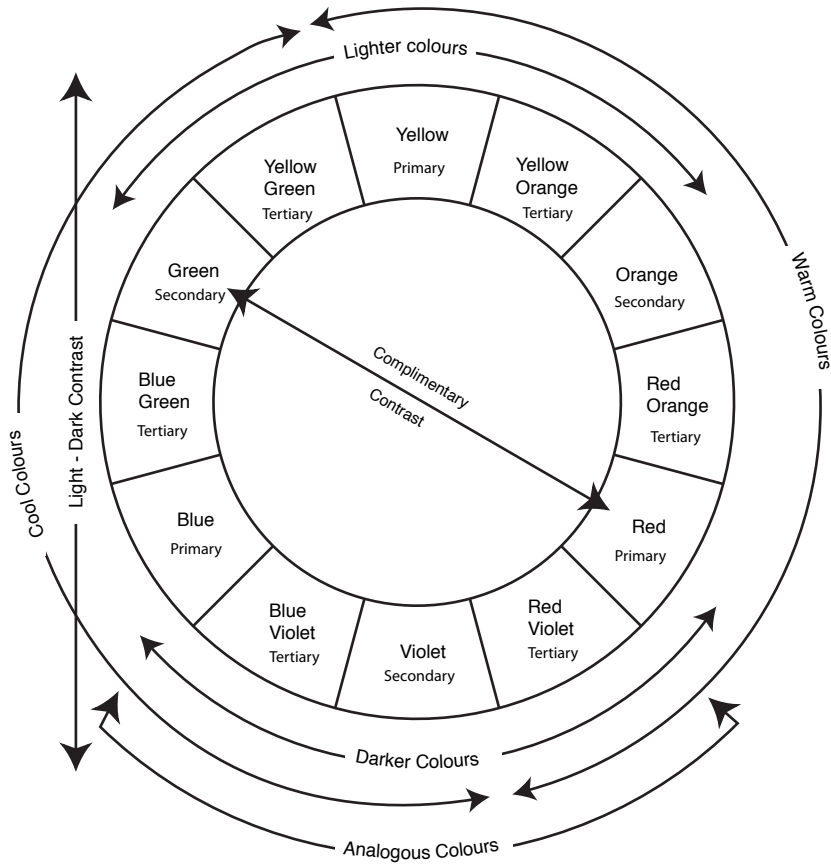 Lighter colours
Yellow
Primary
Yellow
Green
Tertiary
Yellow
Orange
Tertiary
Green
Secondary
Orange
Secondary
Warm Colours
Light - Dark Contrast
Cool Colours
Complimentary
Contrast
Blue
Green
Tertiary
Red
Orange
Tertiary
Blue
Primary
Red
Primary
Blue
Violet
Tertiary
Violet
Secondary
Red
Violet
Tertiary
Darker Colours
Analogous Colours